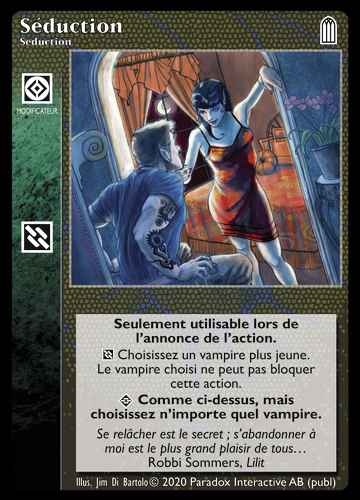 Séduction
Seduction
MODIFICATEUR
Seulement utilisable lors de
l'annonce de l'action.
Choisissez un vampire plus jeune.
Le vampire choisi ne peut pas bloquer
cette action.
Comme ci-dessus, mais
choisissez n'importe quel vampire.
Se relâcher est le secret ; s'abandonner à
moi est le plus grand plaisir de tous…
Robbi Sommers, Lilit
Illus. Jim Di Bartolo © 2020 Paradox Interactive AB (publ)